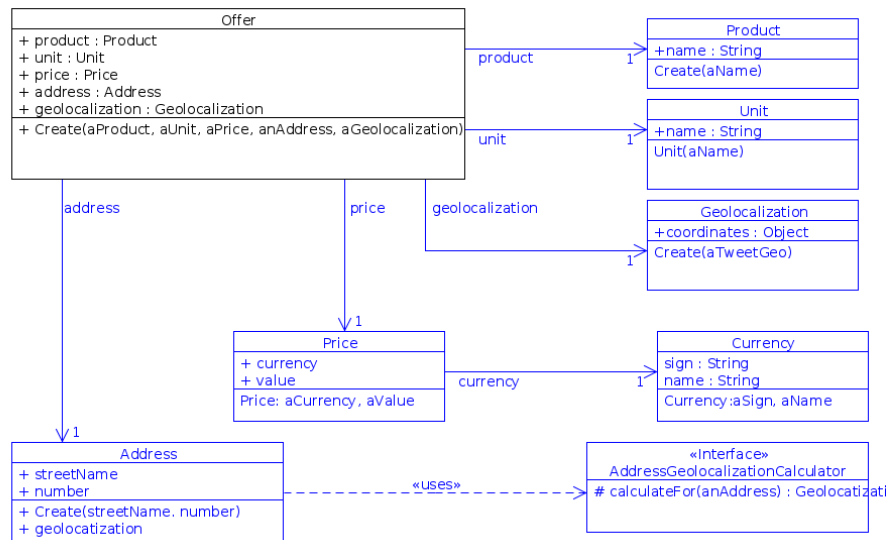 Offer
+ product : Product
+ unit : Unit
+ price : Price
+ address : Address
+ geolocalization : Geolocalization
+ Create(aProduct, aUnit, aPrice, anAddress, aGeolocalization)
product
1
Product
+name : String
Create(aName)
unit
1
Unit
+name : String
Unit(aName)
address
price
geolocalization
1
Geolocalization
+coordinates : Object
Create(aTweetGeo)
1
Price
+ currency
+ value
Price: aCurrency, aValue
currency
1
Currency
sign : String
name : String
Currency:aSign, aName
1
Address
+ streetName
+ number
+ Create(streetName. number)
+ geolocatization
«uses»
«Interface»
AddressGeolocalizationCalculator
# calculateFor(anAddress) : Geolocatizati